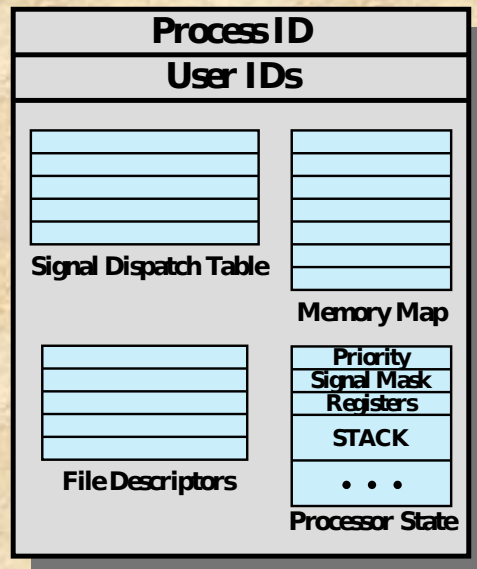 Process ID
User IDs
Signal Dispatch Table
Memory Map
Priority
Signal Mask
Registers
STACK
• • •
File Descriptors
Processor State